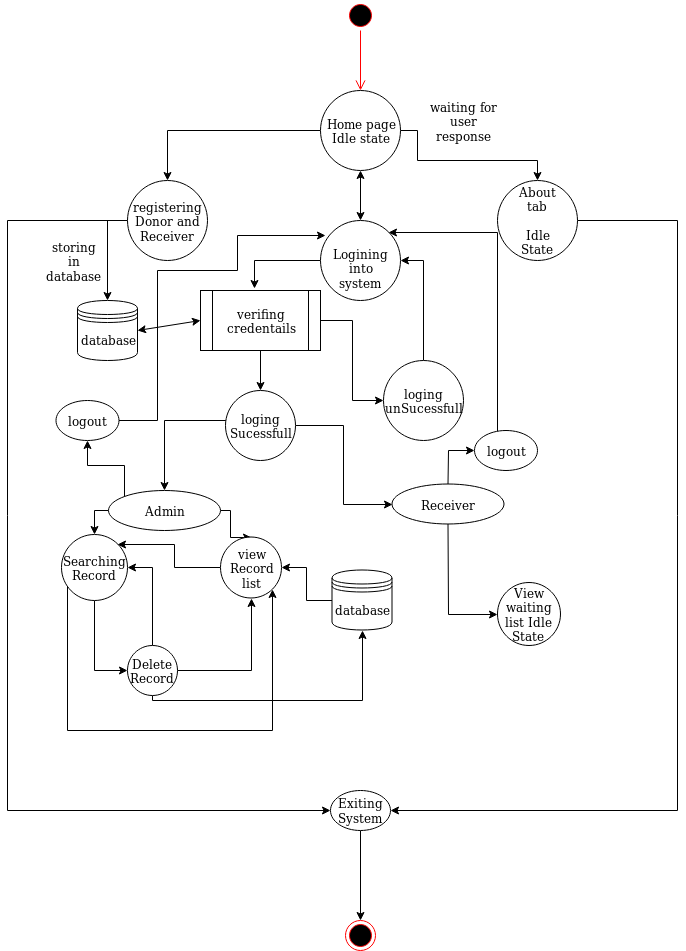 waiting for
user
response
Home page
Idle state
registering
Donor and
Receiver
About
tab
Idle
State
storing
in
database
Logining
into
system
database
verifing
credentails
loging
unSucessfull
logout
loging
Sucessfull
logout
Admin
Receiver
Searching
Record
view
Record
list
database
View
waiting
list Idle
State
Delete
Record
Exiting
System